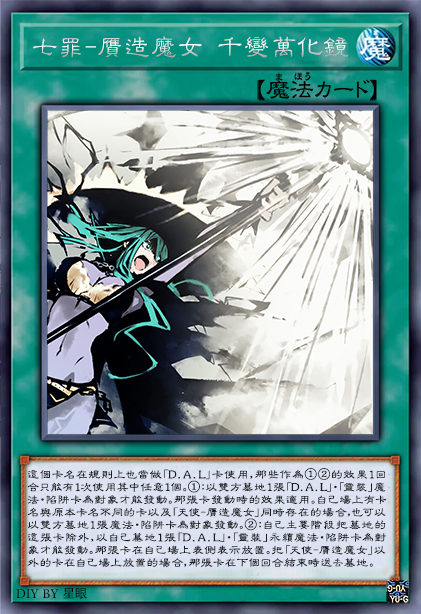 七罪-贋造魔女 千變萬化鏡
魔
【魔法カード】
まほう
這個卡名在規則上也當做「D.A.L」卡使用,那些作為①②的效果1回
合只能有1次使用其中任意1個。①:以雙方墓地1張「D.A.L」・「靈裝」魔
法・陷阱卡為對象才能發動。那張卡發動時的效果適用。自己場上有卡
名與原本卡名不同的卡以及「天使-贋造魔女」同時存在的場合,也可以
以雙方墓地1張魔法・陷阱卡為對象發動。②:自己主要階段把墓地的
這張卡除外,以自己墓地1張「D.A.L」・「靈裝」永續魔法・陷阱卡為對
象才能發動。那張卡在自己場上表側表示放置。把「天使-贋造魔女」以
外的卡在自己場上放置的場合,那張卡在下個回合結束時送去墓地。
DIY BY 星眼